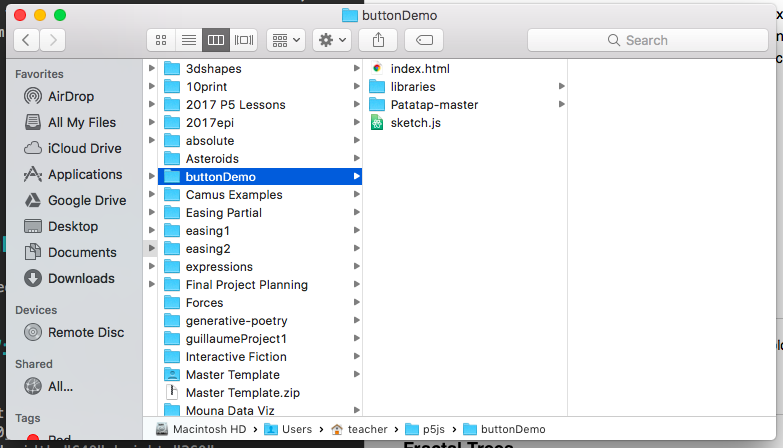 buttonDemo
Search
Favorites
AirDrop
All My Files
iCloud Drive
Applications
Google Drive
Desktop
Documents
Downloads
Devices
Remote Disc
Shared
All...
Tags
Red
3dshapes
10print
2017 P5 Lessons
2017epi
absolute
Asteroids
buttonDemo
Camus Examples
Easing Partial
easing1
easing2
expressions
Final Project Planning
Forces
generative-poetry
guillaumeProject1
Interactive Fiction
Master Template
Master Template.zip
Mouna Data Viz
index.html
libraries
Patatap-master
sketch.js
Macintosh HD
Users
teacher
p5js
buttonDemo